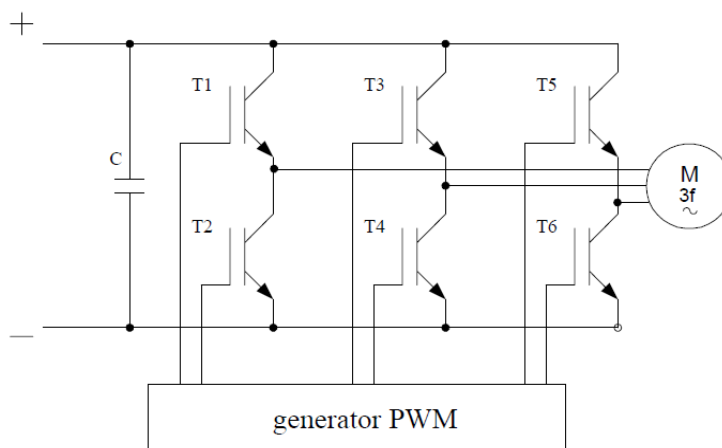 +
T1 T3 T5
C
M
3f
~
T2 T4 T6
—
generator PWM